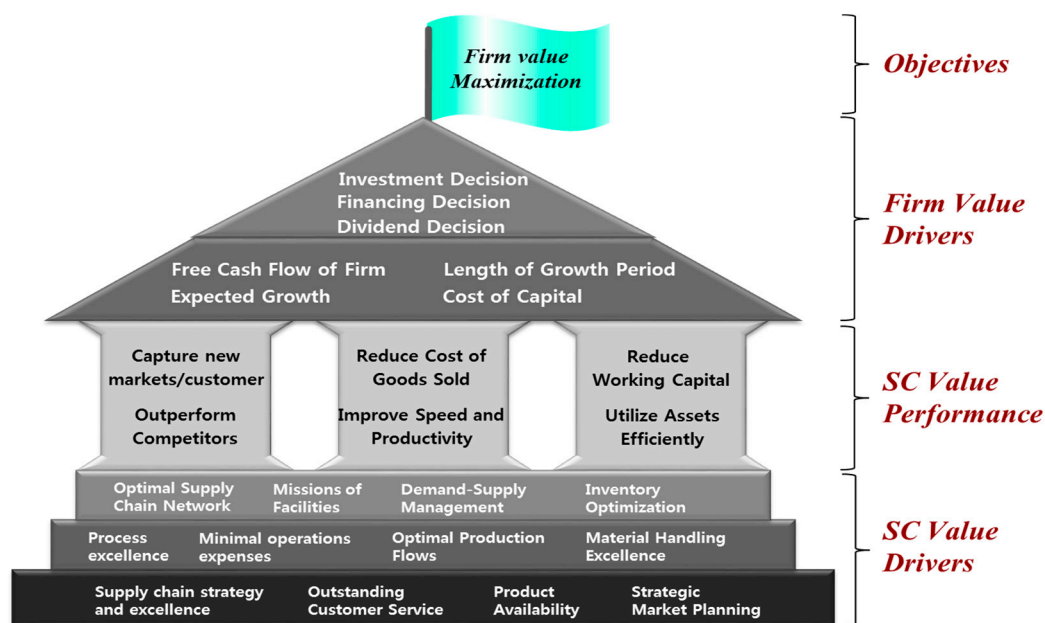 Firm value
Maximization
Objectives
Investment Decision
Financing Decision
Dividend Decision
Firm Value
Drivers
Free Cash Flow of Firm
Length of Growth Period
Expected Growth
Cost of Capital
Capture new
markets/customer
Outperform
Competitors
Reduce Cost of
Goods Sold
Improve Speed and
Productivity
Reduce
Working Capital
Utilize Assets
Efficiently
SC Value
Performance
Optimal Supply
Chain Network
Missions of
Facilities
Demand-Supply
Management
Inventory
Optimization
Process
excellence
Minimal operations
expenses
Optimal Production
Flows
Material Handling
Excellence
SC Value
Drivers
Supply chain strategy
and excellence
Outstanding
Customer Service
Product
Availability
Strategic
Market Planning